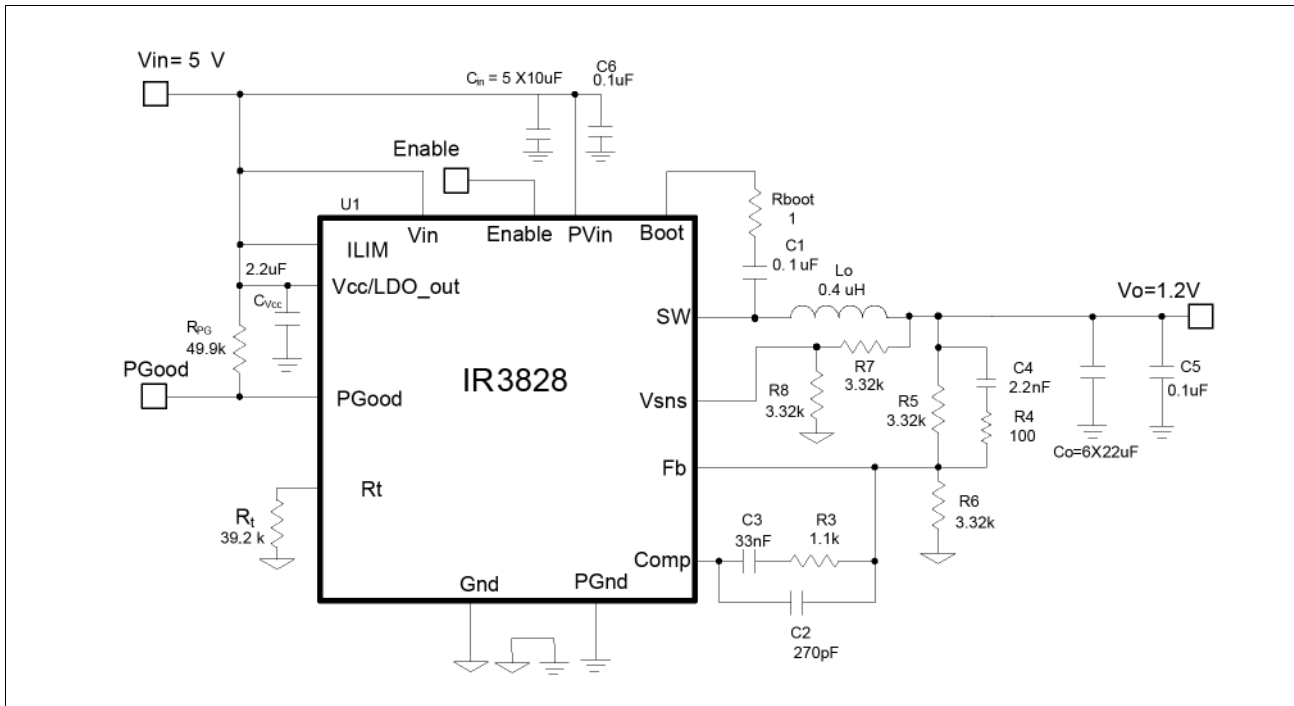 Vin= 5 V
Cin = 5 X10uF
C6
0.1uF
Enable
U1
Vin
Enable
PVin
Boot
Rboot
1
C1
0.1uF
ILIM
2.2uF
Vcc/LDO_out
CVcc
Lo
0.4 uH
Vo=1.2V
SW
RPG
49.9k
PGood
PGood
IR3828
R7
3.32k
R8
3.32k
Vsns
R5
3.32k
C4
2.2nF
R4
100
C5
0.1uF
Co=6X22uF
Fb
Rt
Rt
39.2 k
R6
3.32k
C3
33nF
R3
1.1k
Comp
Gnd
PGnd
C2
270pF